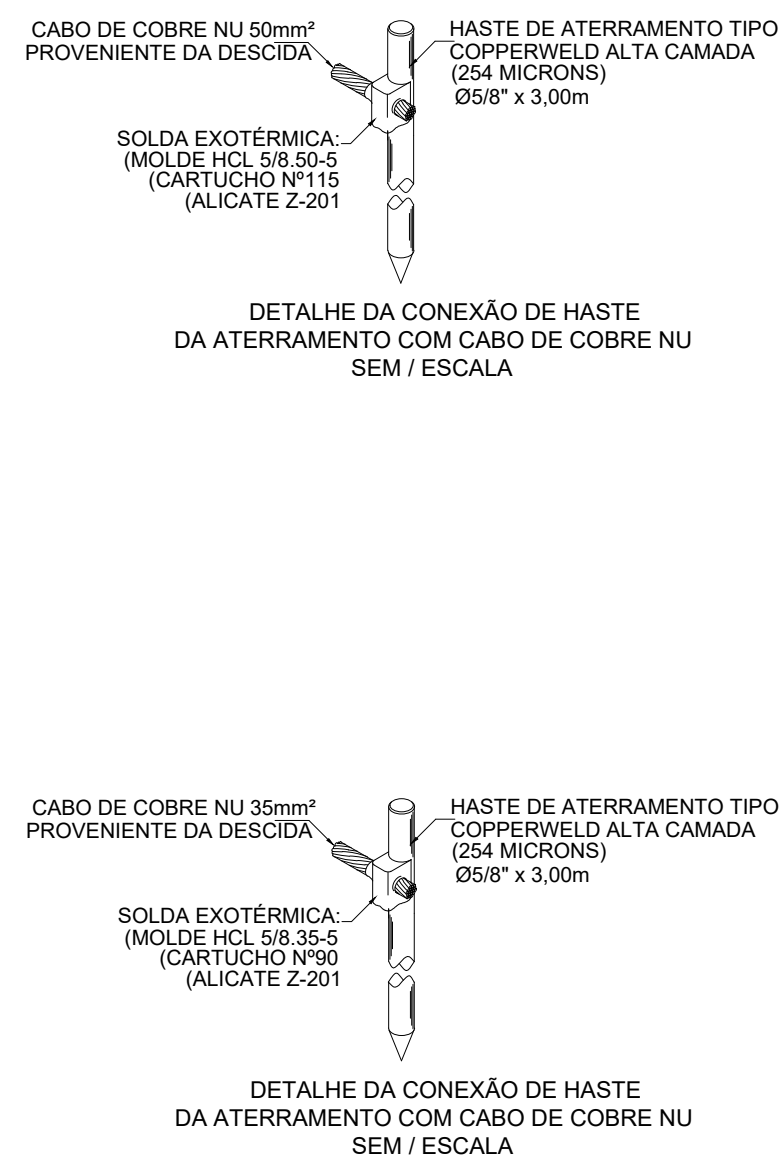 CABO DE COBRE NU 50mm²
PROVENIENTE DA DESCIDA
HASTE DE ATERRAMENTO TIPO
COPPERWELD ALTA CAMADA
(254 MICRONS)
Ø5/8" x 3,00m
SOLDA EXOTÉRMICA:
(MOLDE HCL 5/8.50-5
(CARTUCHO Nº115
(ALICATE Z-201
DETALHE DA CONEXÃO DE HASTE
DA ATERRAMENTO COM CABO DE COBRE NU
SEM / ESCALA
CABO DE COBRE NU 35mm²
PROVENIENTE DA DESCIDA
HASTE DE ATERRAMENTO TIPO
COPPERWELD ALTA CAMADA
(254 MICRONS)
Ø5/8" x 3,00m
SOLDA EXOTÉRMICA:
(MOLDE HCL 5/8.35-5
(CARTUCHO Nº90
(ALICATE Z-201
DETALHE DA CONEXÃO DE HASTE
DA ATERRAMENTO COM CABO DE COBRE NU
SEM / ESCALA